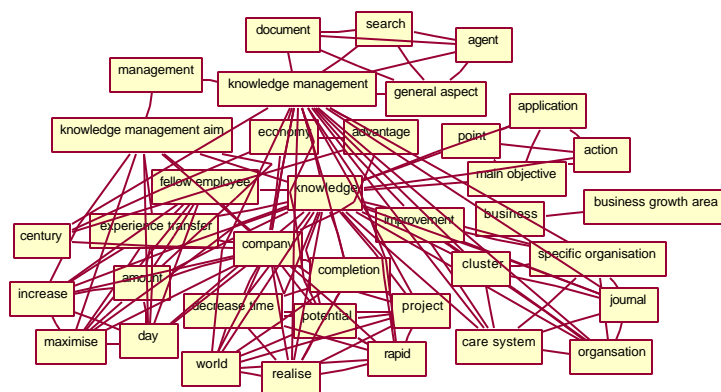 search
document
agent
management
knowledge management
general aspect
application
knowledge management aim
economy
advantage
point
action
fellow employee
knowledge
main objective
business growth area
experience transfer
improvement
business
century
company
specific organisation
amount
completion
cluster
increase
decrease time
potential
project
journal
maximise
day
world
realise
rapid
care system
organsation